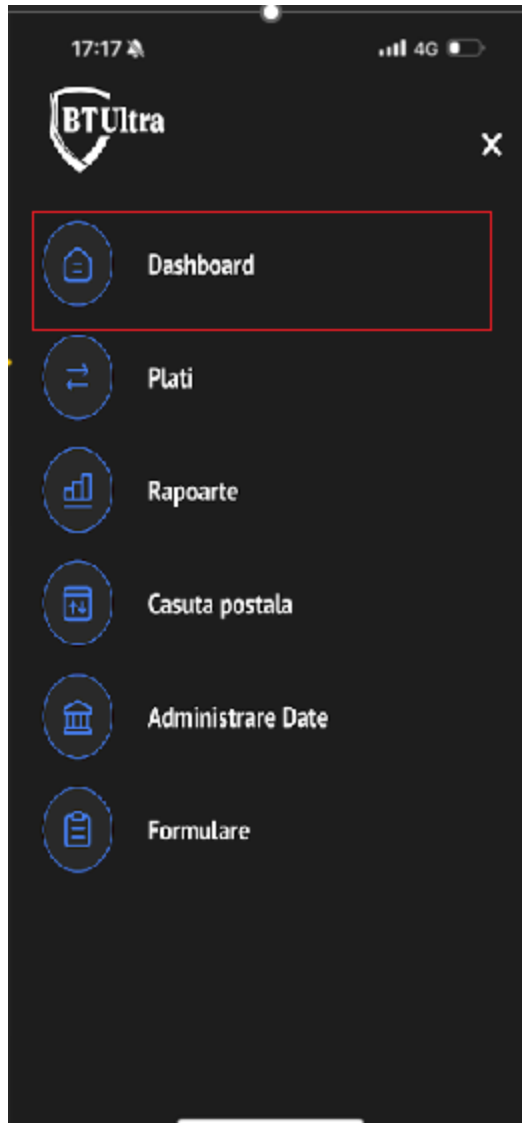 17:17
4G
BTUltra
X
Dashboard
Plati
Rapoarte
Casuta postala
Administrare Date
Formulare